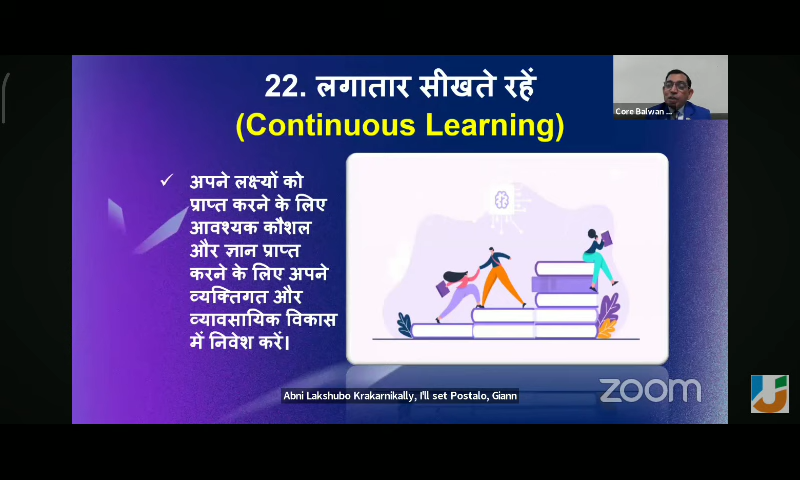 22. लगातार सीखते रहें
(Continuous Learning)
Core Balwan ...
✓ अपने लक्ष्यों को
प्राप्त करने के लिए
आवश्यक कौशल
और ज्ञान प्राप्त
करने के लिए अपने
व्यक्तिगत और
व्यावसायिक विकास
में निवेश करें।
zoom
Abni Lakshubo Krakarnikally, I'll set Postalo, Giann